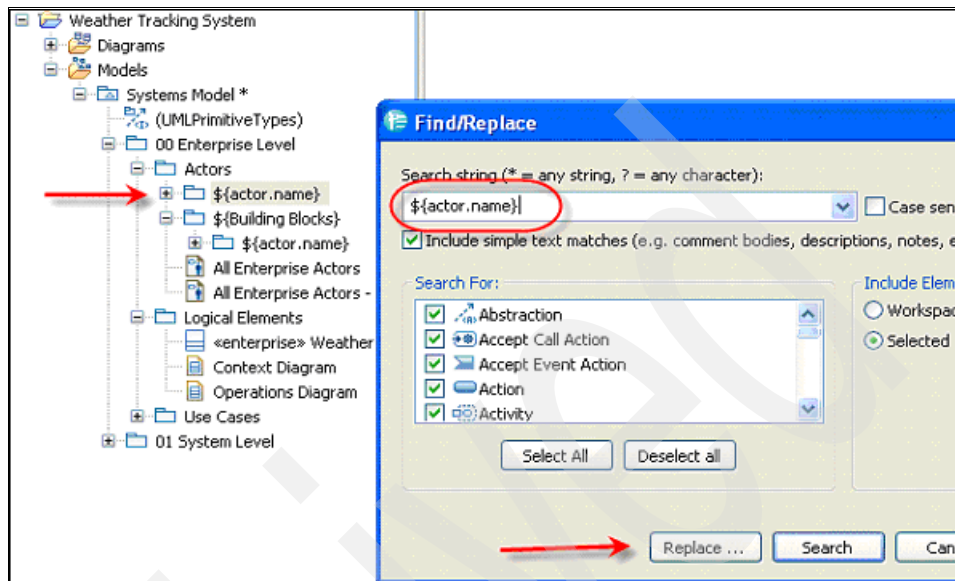 Weather Tracking System
Diagrams
Models
Systems Model *
(UMLPrimitiveTypes)
00 Enterprise Level
Actors
${actor.name}
${Building Blocks}
${actor.name}
All Enterprise Actors
All Enterprise Actors -
Logical Elements
«enterprise» Weather
Context Diagram
Operations Diagram
Use Cases
01 System Level
Find/Replace
Search string (* = any string, ? = any character):
${actor.name}
Case sen
Include simple text matches (e.g. comment bodies, descriptions, notes, e
Search For:
Abstraction
Accept Call Action
Accept Event Action
Action
Activity
Select All
Deselect all
Include Elem
Workspac
Selected
Replace ...
Search
Can